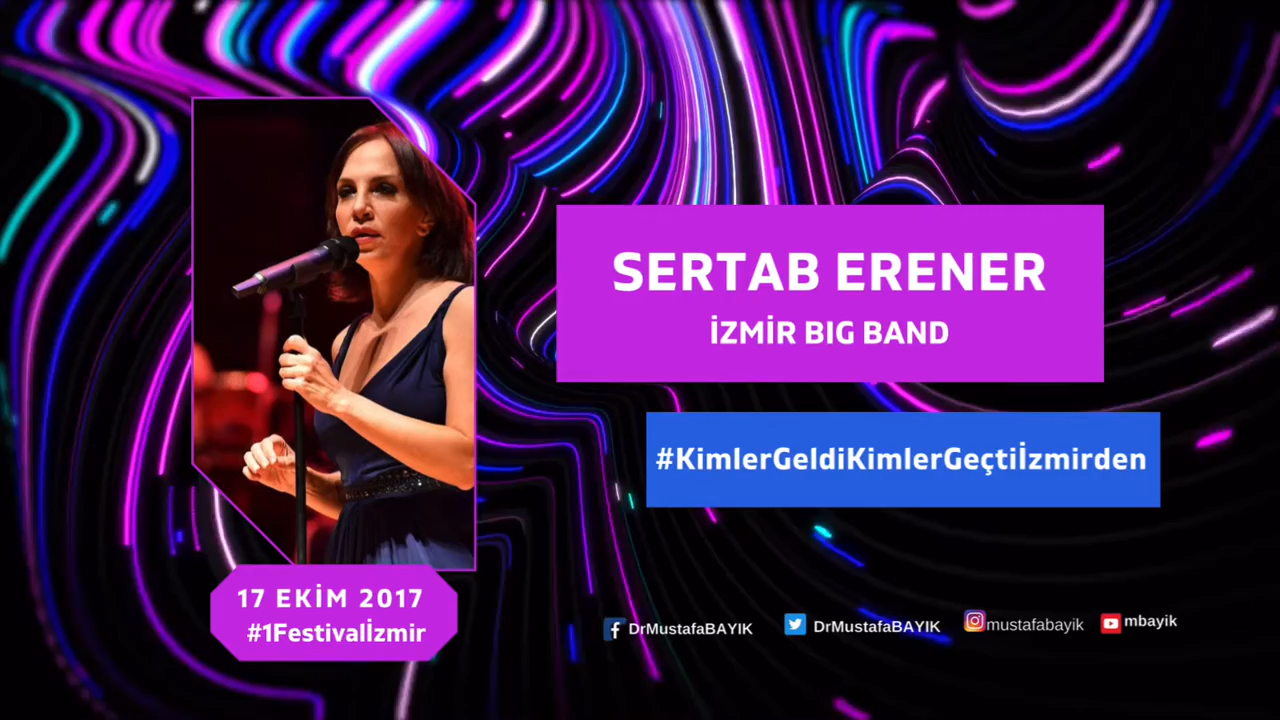 SERTAB ERENER
İZMİR BIG BAND
#KimlerGeldiKimlerGeçtiİzmirden
17 EKİM 2017
#1Festivalİzmir
DrMustafaBAYIK
DrMustafaBAYIK
mustafabayik
mbayik